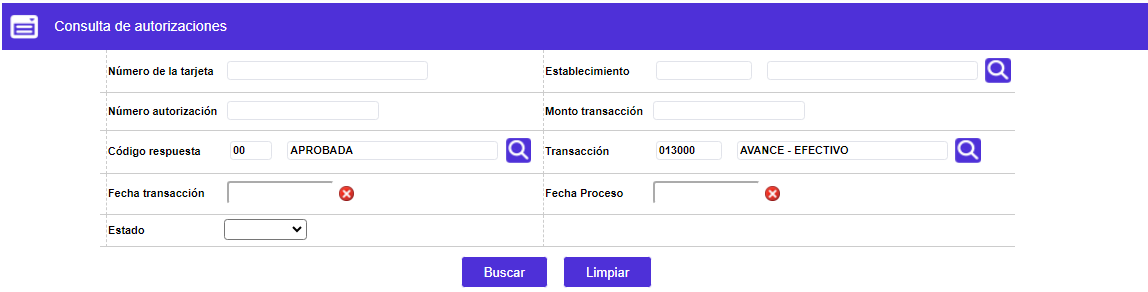 Consulta de autorizaciones
Número de la tarjeta
Establecimiento
Número autorización
Monto transacción
Código respuesta 00 APROBADA
Transacción 013000 AVANCE - EFECTIVO
Fecha transacción
Fecha Proceso
Estado
Buscar
Limpiar